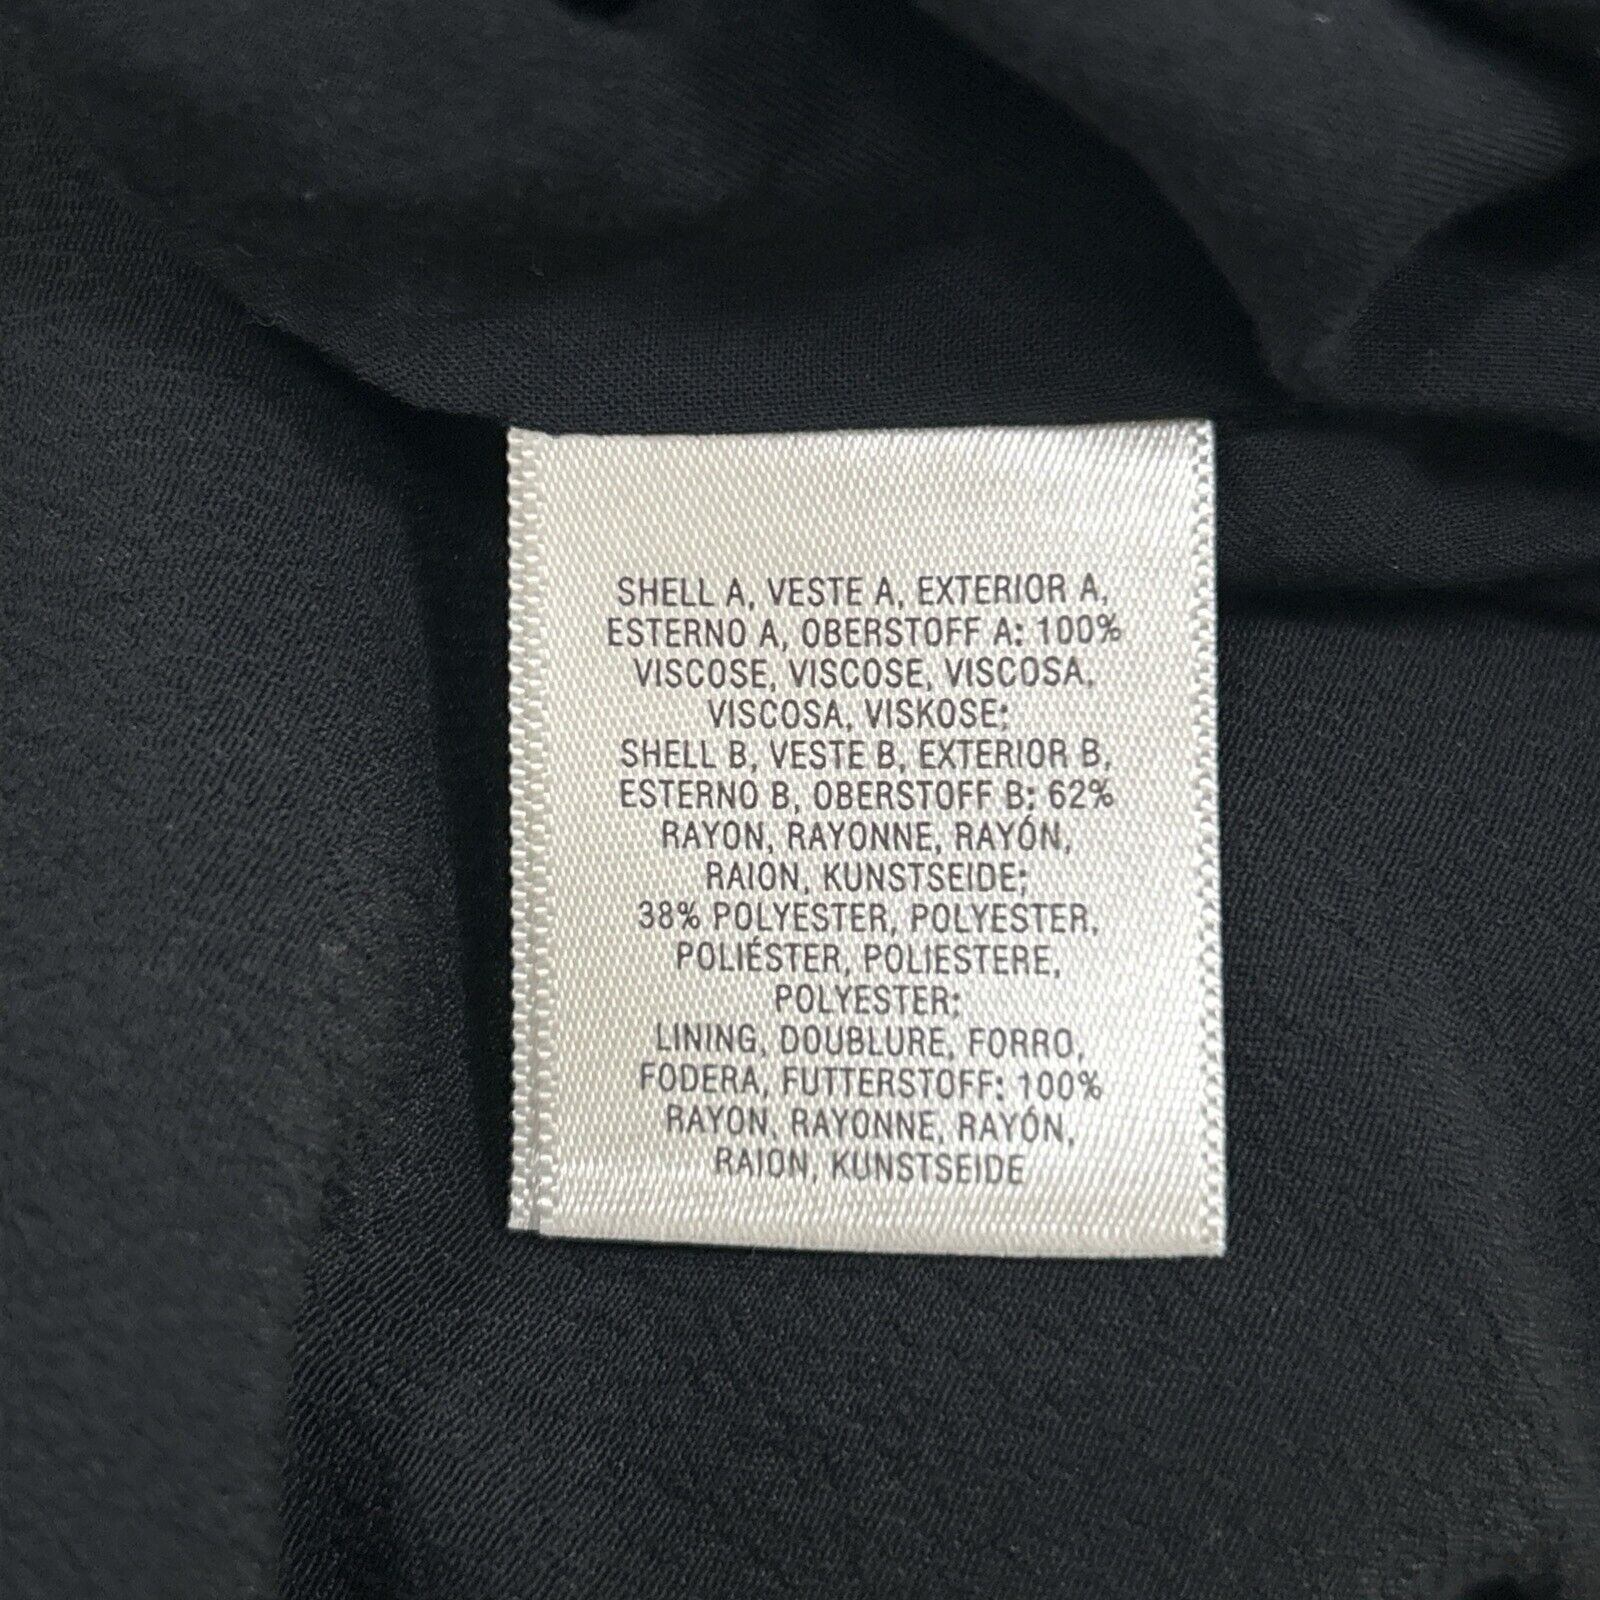 SHELL A, VESTE A, EXTERIOR A,
ESTERNO A, OBERSTOFF A: 100%
VISCOSE, VISCOSE, VISCOSA,
VISCOSA, VISKOSE;
SHELL B, VESTE B, EXTERIOR B,
ESTERNO B, OBERSTOFF B: 62%
RAYON, RAYONNE, RAYÓN,
RAION, KUNSTSEIDE;
38% POLYESTER, POLYESTER,
POLIÉSTER, POLIESTERE,
POLYESTER;
LINING, DOUBLURE, FORRO,
FODERA, FUTTERSTOFF: 100%
RAYON, RAYONNE, RAYÓN,
RAION, KUNSTSEIDE